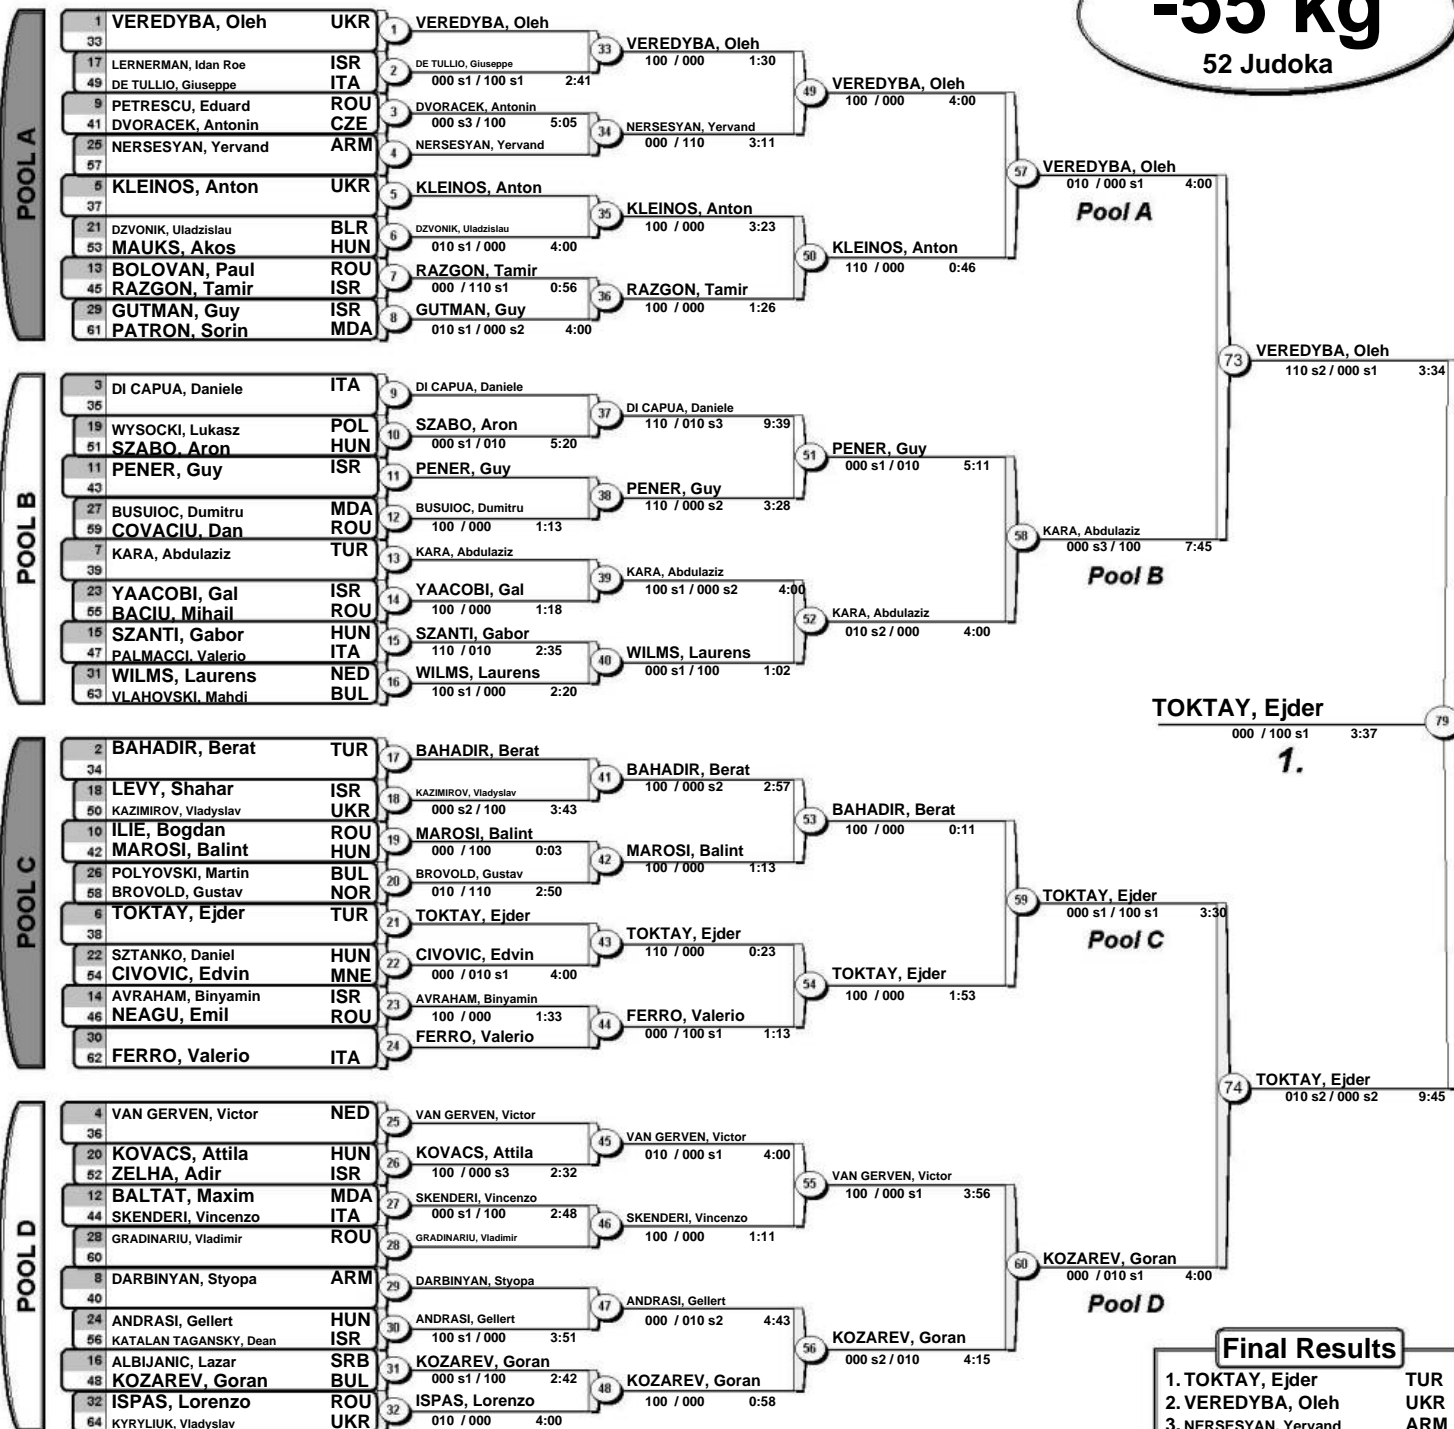 -55 kg
52 Judoka
POOL A
1 VEREDYBA, Oleh UKR
33
17 LERNERMAN, Idan Roe ISR
49 DE TULLIO, Giuseppe ITA
9 PETRESCU, Eduard ROU
41 DVORACEK, Antonin CZE
25 NERSESYAN, Yervand ARM
57
5 KLEINOS, Anton UKR
37
21 DZVONIK, Uladzislau BLR
53 MAUKS, Akos HUN
13 BOLOVAN, Paul ROU
45 RAZGON, Tamir ISR
29 GUTMAN, Guy ISR
61 PATRON, Sorin MDA
1 VEREDYBA, Oleh
2 DE TULLIO, Giuseppe
000 s1 / 100 s1 2:41
3 DVORACEK, Antonin
000 s3 / 100 5:05
4 NERSESYAN, Yervand
5 KLEINOS, Anton
6 DZVONIK, Uladzislau
010 s1 / 000 4:00
7 RAZGON, Tamir
000 / 110 s1 0:56
8 GUTMAN, Guy
010 s1 / 000 s2 4:00
33 VEREDYBA, Oleh
100 / 000 1:30
34 NERSESYAN, Yervand
000 / 110 3:11
35 KLEINOS, Anton
100 / 000 3:23
36 RAZGON, Tamir
100 / 000 1:26
49 VEREDYBA, Oleh
100 / 000 4:00
50 KLEINOS, Anton
110 / 000 0:46
57 VEREDYBA, Oleh
010 / 000 s1 4:00
Pool A
POOL B
3 DI CAPUA, Daniele ITA
35
19 WYSOCKI, Lukasz POL
51 SZABO, Aron HUN
11 PENER, Guy ISR
43
27 BUSUIOC, Dumitru MDA
59 COVACIU, Dan ROU
7 KARA, Abdulaziz TUR
39
23 YAACOBI, Gal ISR
55 BACIU, Mihail ROU
15 SZANTI, Gabor HUN
47 PALMACCI, Valerio ITA
31 WILMS, Laurens NED
63 VLAHOVSKI, Mahdi BUL
9 DI CAPUA, Daniele
10 SZABO, Aron
000 s1 / 010 5:20
11 PENER, Guy
12 BUSUIOC, Dumitru
100 / 000 1:13
13 KARA, Abdulaziz
14 YAACOBI, Gal
100 / 000 1:18
15 SZANTI, Gabor
110 / 010 2:35
16 WILMS, Laurens
100 s1 / 000 2:20
37 DI CAPUA, Daniele
110 / 010 s3 9:39
38 PENER, Guy
110 / 000 s2 3:28
39 KARA, Abdulaziz
100 s1 / 000 s2 4:00
40 WILMS, Laurens
000 s1 / 100 1:02
51 PENER, Guy
000 s1 / 010 5:11
52 KARA, Abdulaziz
010 s2 / 000 4:00
58 KARA, Abdulaziz
000 s3 / 100 7:45
Pool B
73 VEREDYBA, Oleh
110 s2 / 000 s1 3:34
TOKTAY, Ejder 79
000 / 100 s1 3:37
1.
POOL C
2 BAHADIR, Berat TUR
34
18 LEVY, Shahar ISR
50 KAZIMIROV, Vladyslav UKR
10 ILIE, Bogdan ROU
42 MAROSI, Balint HUN
26 POLYOVSKI, Martin BUL
58 BROVOLD, Gustav NOR
6 TOKTAY, Ejder TUR
38
22 SZTANKO, Daniel HUN
54 CIVOVIC, Edvin MNE
14 AVRAHAM, Binyamin ISR
46 NEAGU, Emil ROU
30
62 FERRO, Valerio ITA
17 BAHADIR, Berat
18 KAZIMIROV, Vladyslav
000 s2 / 100 3:43
19 MAROSI, Balint
000 / 100 0:03
20 BROVOLD, Gustav
010 / 110 2:50
21 TOKTAY, Ejder
22 CIVOVIC, Edvin
000 / 010 s1 4:00
23 AVRAHAM, Binyamin
100 / 000 1:33
24 FERRO, Valerio
41 BAHADIR, Berat
100 / 000 s2 2:57
42 MAROSI, Balint
100 / 000 1:13
43 TOKTAY, Ejder
110 / 000 0:23
44 FERRO, Valerio
000 / 100 s1 1:13
53 BAHADIR, Berat
100 / 000 0:11
54 TOKTAY, Ejder
100 / 000 1:53
59 TOKTAY, Ejder
000 s1 / 100 s1 3:30
Pool C
POOL D
4 VAN GERVEN, Victor NED
36
20 KOVACS, Attila HUN
52 ZELHA, Adir ISR
12 BALTAT, Maxim MDA
44 SKENDERI, Vincenzo ITA
28 GRADINARIU, Vladimir ROU
60
8 DARBINYAN, Styopa ARM
40
24 ANDRASI, Gellert HUN
56 KATALAN TAGANSKY, Dean ISR
16 ALBIJANIC, Lazar SRB
48 KOZAREV, Goran BUL
32 ISPAS, Lorenzo ROU
64 KYRYLIUK, Vladyslav UKR
25 VAN GERVEN, Victor
26 KOVACS, Attila
100 / 000 s3 2:32
27 SKENDERI, Vincenzo
000 s1 / 100 2:48
28 GRADINARIU, Vladimir
29 DARBINYAN, Styopa
30 ANDRASI, Gellert
100 s1 / 000 3:51
31 KOZAREV, Goran
000 s1 / 100 2:42
32 ISPAS, Lorenzo
010 / 000 4:00
45 VAN GERVEN, Victor
010 / 000 s1 4:00
46 SKENDERI, Vincenzo
100 / 000 1:11
47 ANDRASI, Gellert
000 / 010 s2 4:43
48 KOZAREV, Goran
100 / 000 0:58
55 VAN GERVEN, Victor
100 / 000 s1 3:56
56 KOZAREV, Goran
000 s2 / 010 4:15
60 KOZAREV, Goran
000 / 010 s1 4:00
Pool D
74 TOKTAY, Ejder
010 s2 / 000 s2 9:45
Final Results
1. TOKTAY, Ejder TUR
2. VEREDYBA, Oleh UKR
3. NERSESYAN, Yervand ARM